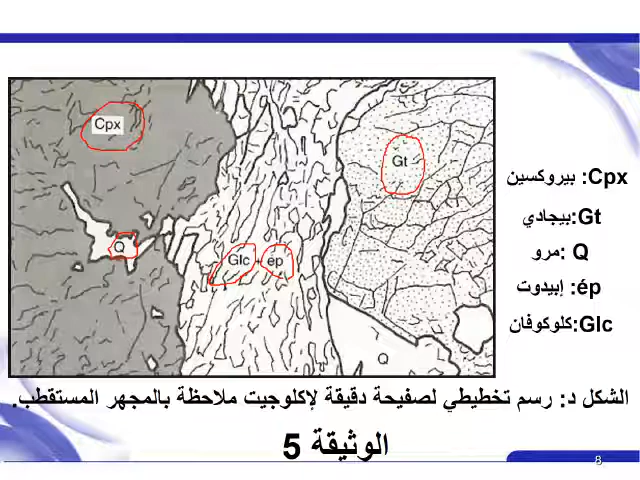 Cpx
Gt
Q
Glc + ép
Q
Cpx: بيروكسين
Gt:بيجادي
Q :مرو
ép: إبيدوت
Glc:كلوكوفان
الشكل د: رسم تخطيطي لصفيحة دقيقة لإكلوجيت ملاحظة بالمجهر المستقطب.
الوثيقة 5
8